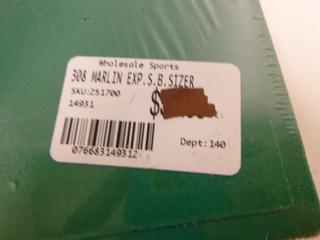 Wholesale Sports
308 MARLIN EXP.S.B.SIZER
SKU:251700
14931
$
Dept:140
076683149312